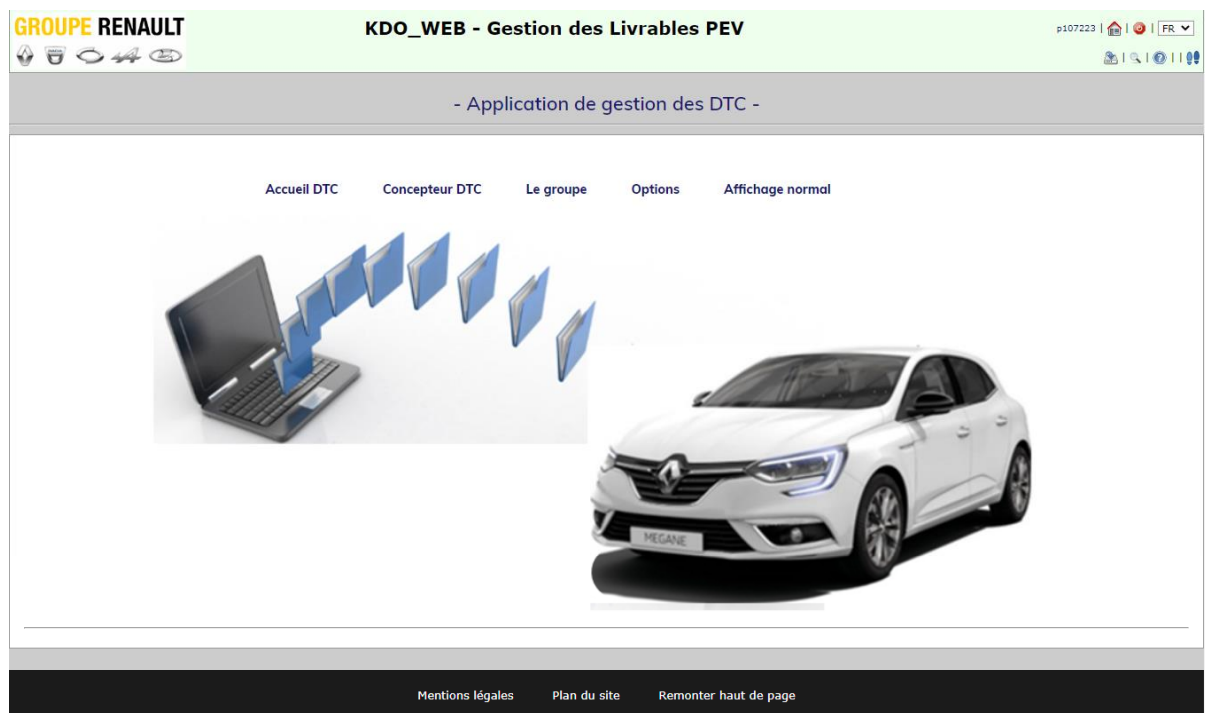 GROUPE RENAULT
KDO_WEB - Gestion des Livrables PEV
p107223 | | | FR
- Application de gestion des DTC -
Accueil DTC Concepteur DTC Le groupe Options Affichage normal
MEGANE
Mentions légales Plan du site Remonter haut de page